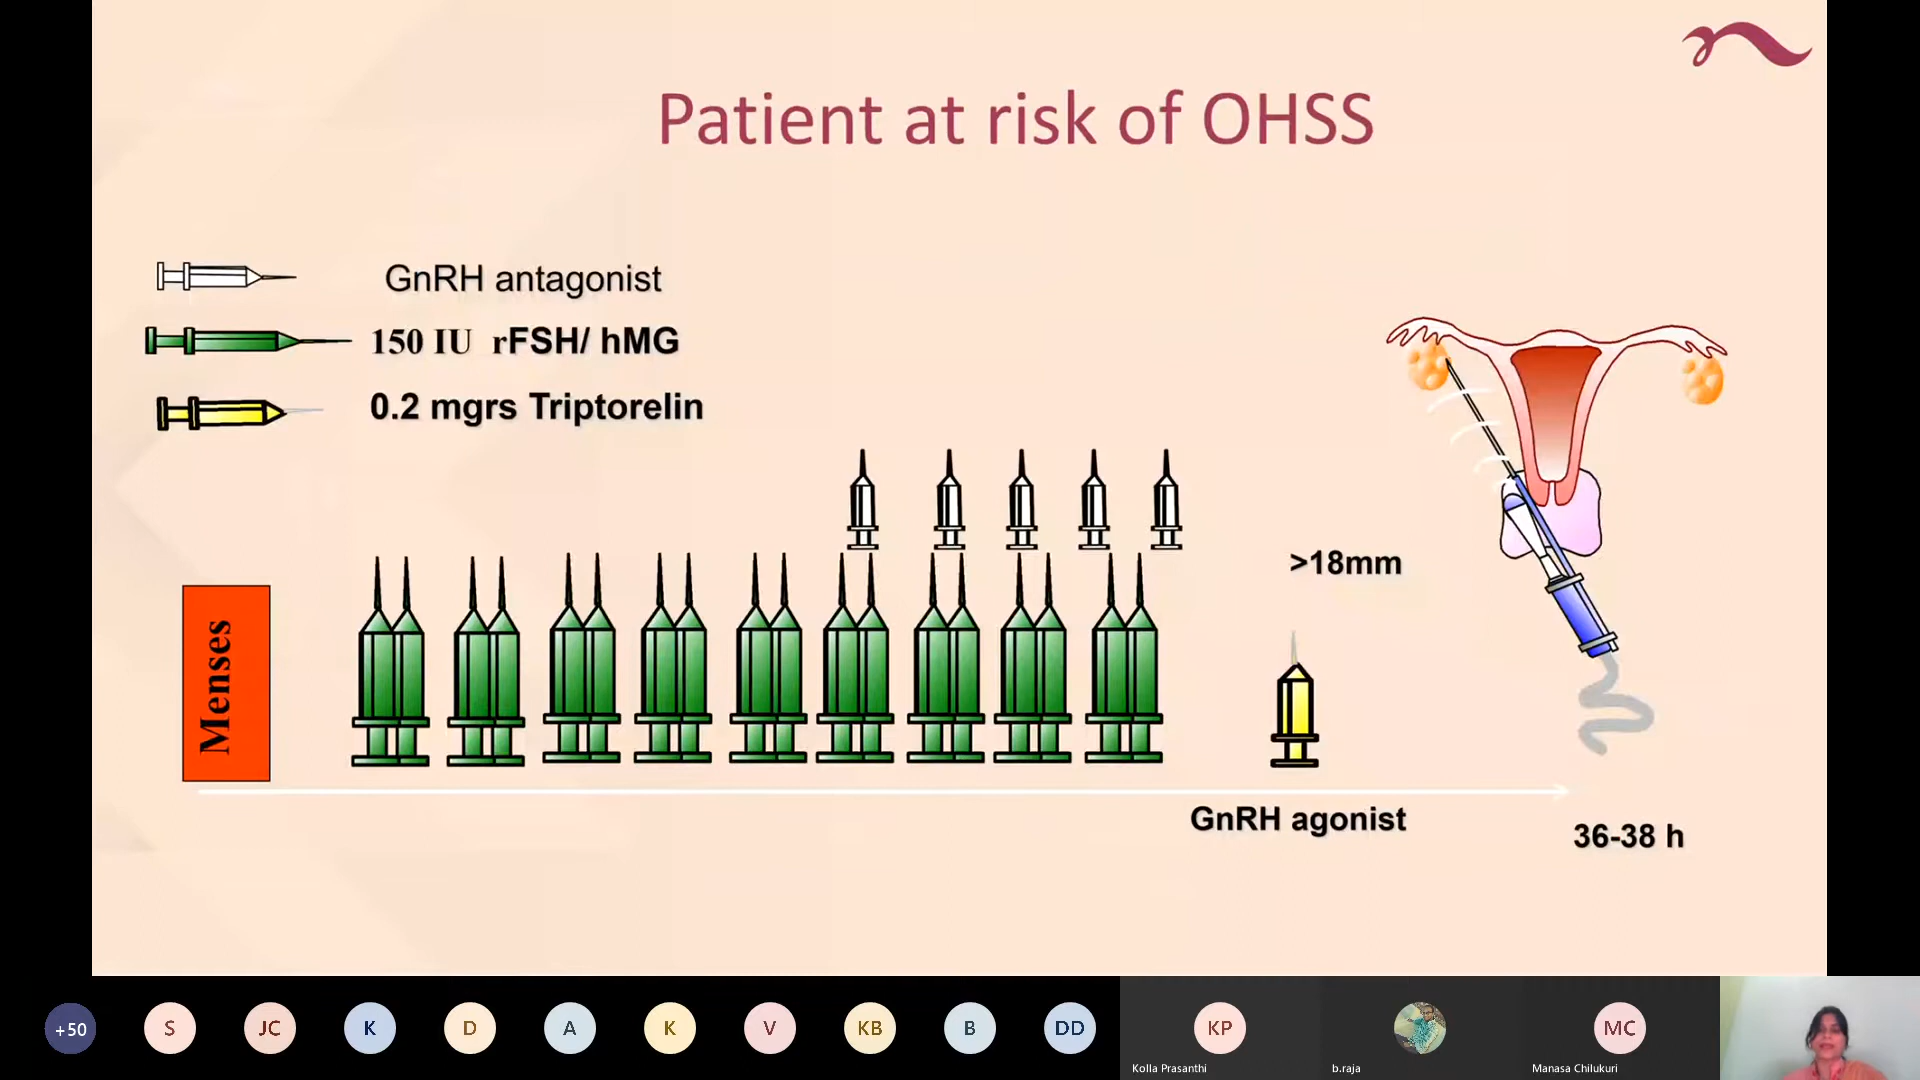 Patient at risk of OHSS
GnRH antagonist
150 IU rFSH/ hMG
0.2 mgrs Triptorelin
>18mm
Menses
GnRH agonist
36-38 h
+50
S
JC
K
D
A
K
V
KB
B
DD
KP
MC
Kolla Prasanthi
b.raja
Manasa Chilukuri